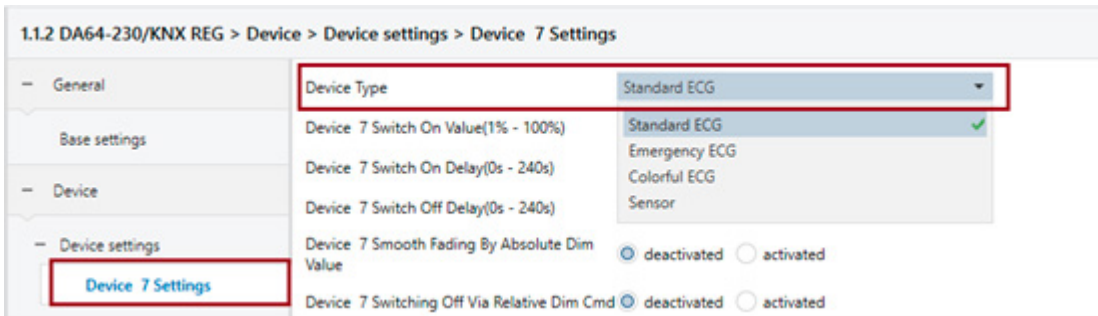 1.1.2 DA64-230/KNX REG > Device > Device settings > Device 7 Settings
General
Base settings
Device
Device settings
Device 7 Settings
Device Type
Standard ECG
Standard ECG
Emergency ECG
Colorful ECG
Sensor
Device 7 Switch On Value(1% - 100%)
Device 7 Switch On Delay(0s - 240s)
Device 7 Switch Off Delay(0s - 240s)
Device 7 Smooth Fading By Absolute Dim
Value
deactivated activated
Device 7 Switching Off Via Relative Dim Cmd
deactivated activated